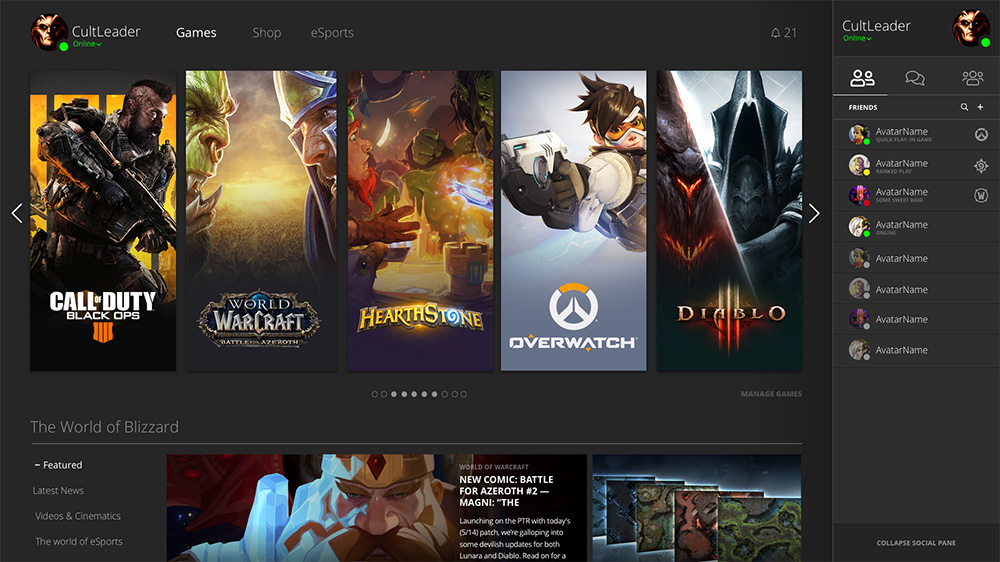 CultLeader
Online
Games
Shop
eSports
21
CALL OF DUTY
BLACK OPS
IIII
WORLD
OF
WARCRAFT
BATTLE FOR AZEROTH
HEARTHSTONE
OVERWATCH
DIABLO
III
MANAGE GAMES
The World of Blizzard
– Featured
Latest News
Videos & Cinematics
The world of eSports
WORLD OF WARCRAFT
NEW COMIC: BATTLE
FOR AZEROTH #2 —
MAGNI: “THE
Launching on the PTR with today's
(5/14) patch, we're galloping into
some devilish updates for both
Lunara and Diablo. Read on for a
CultLeader
Online
FRIENDS
+
AvatarName
QUICK PLAY: IN GAME
AvatarName
RANKED PLAY
AvatarName
SOME SWEET RAID
W
AvatarName
ONLINE
AvatarName
AvatarName
AvatarName
AvatarName
COLLAPSE SOCIAL PANE